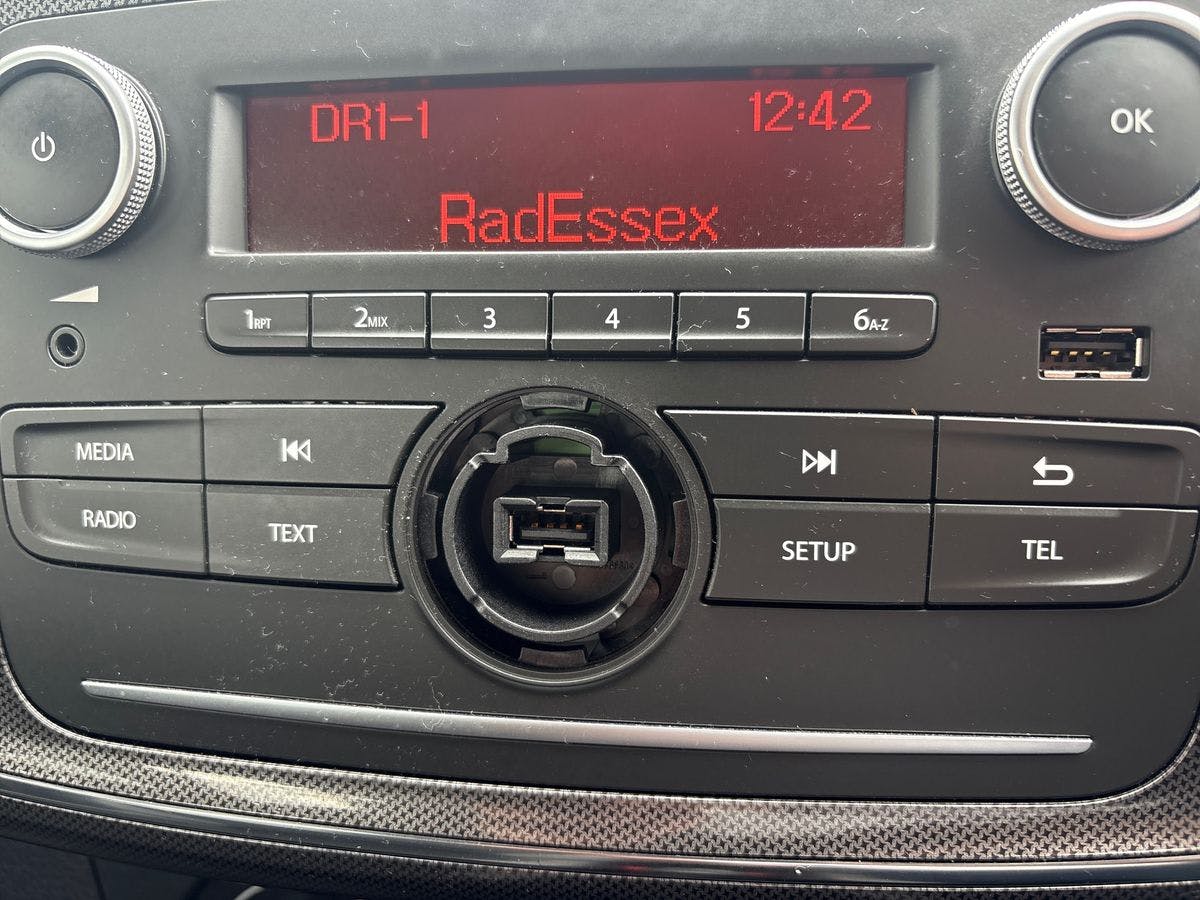 DR1-1 12:42
RadEssex
OK
1RPT 2MIX 3 4 5 6A-Z
MEDIA
RADIO TEXT SETUP TEL